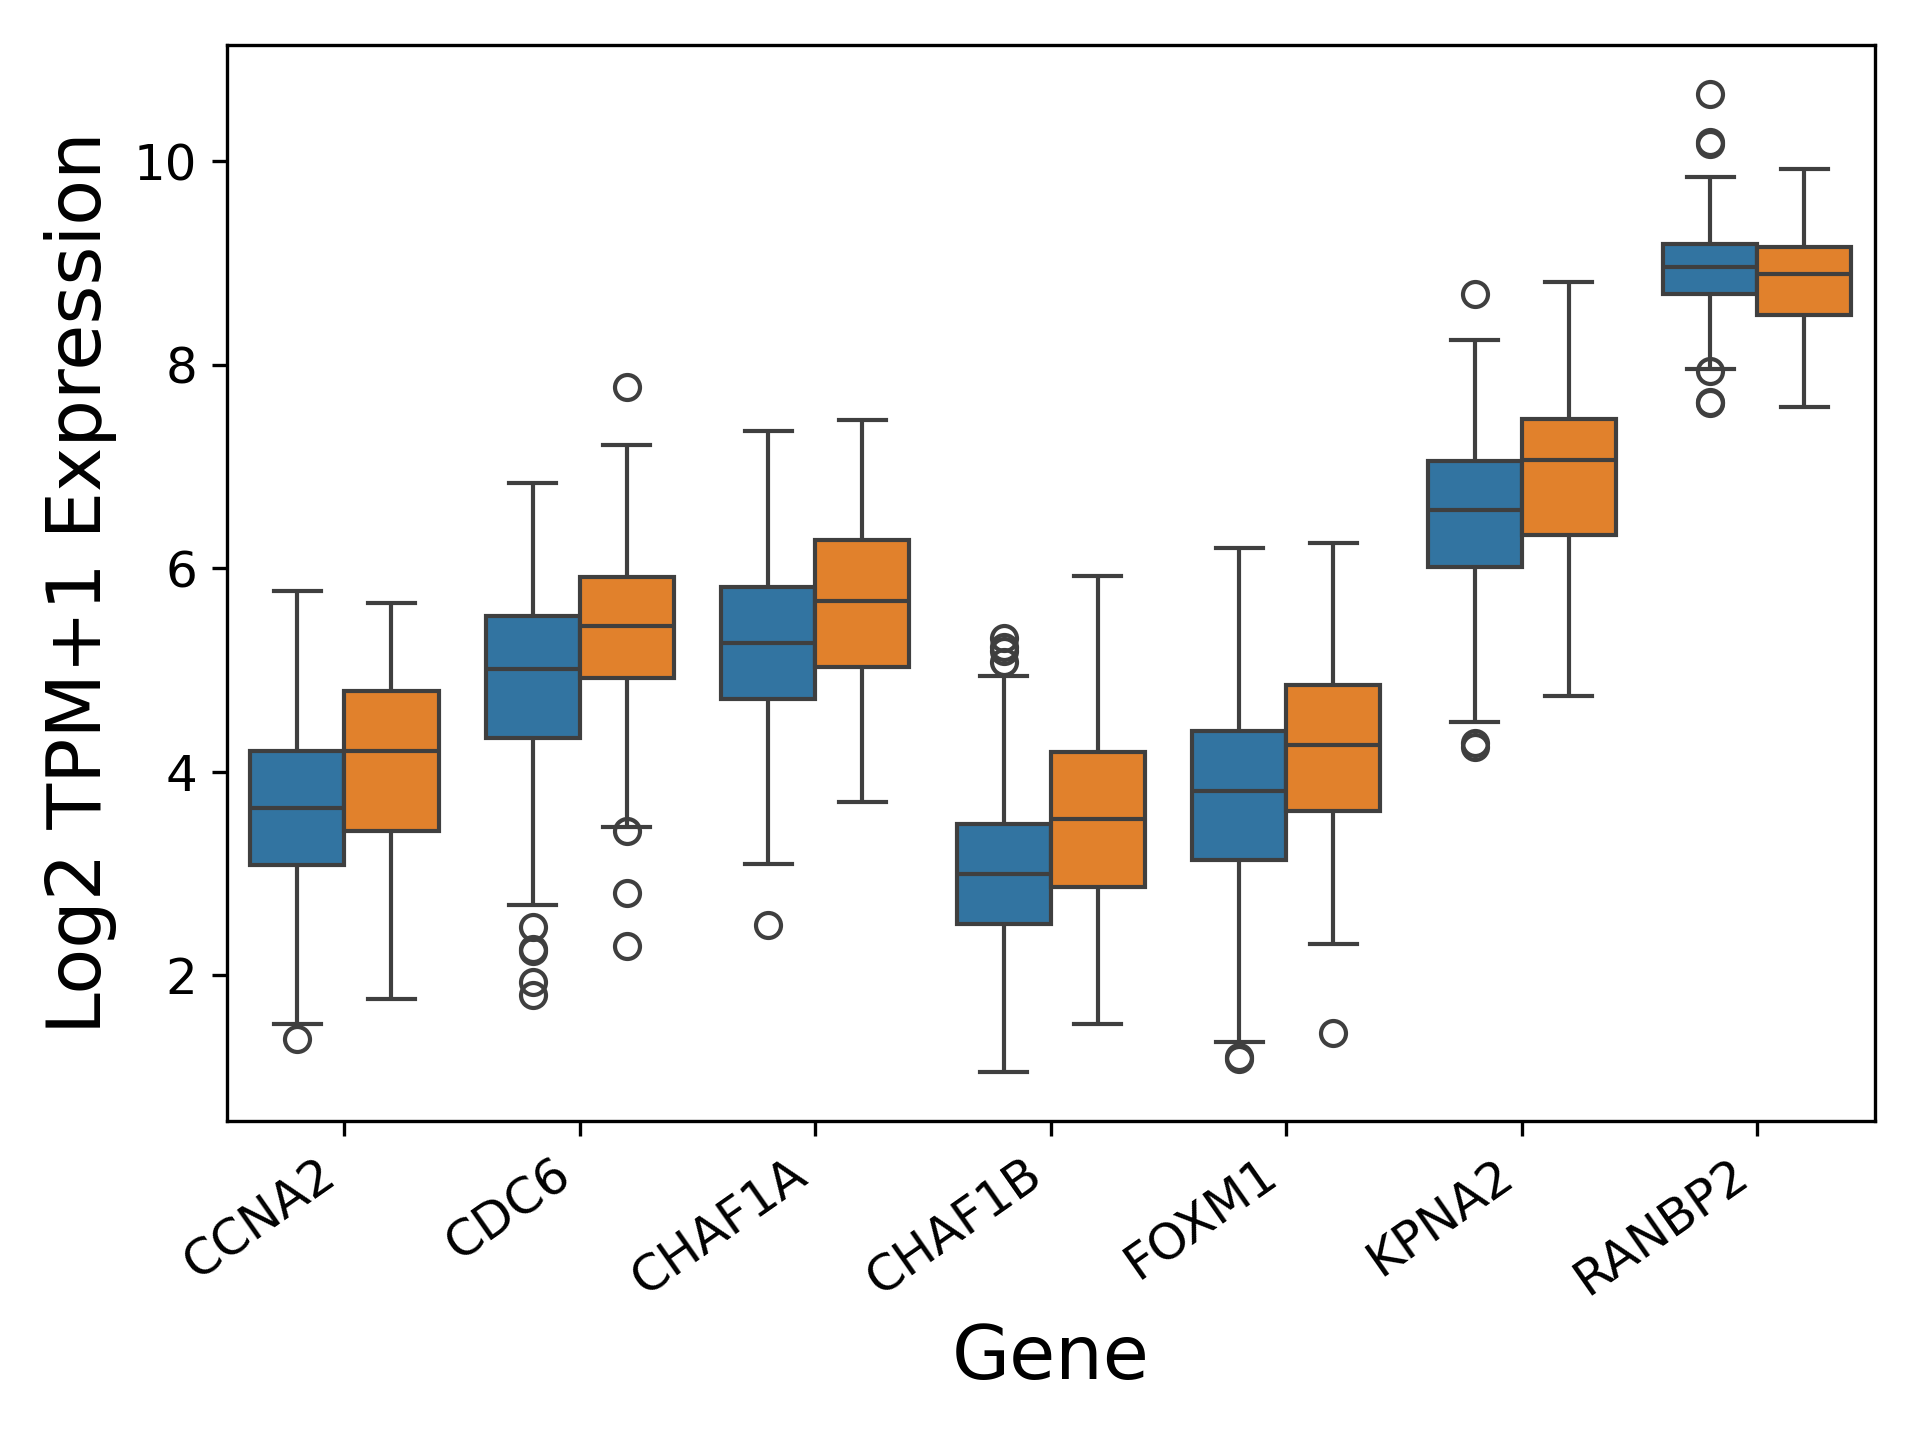 Log2 TPM+1 Expression
10
8
6
4
2
CCNA2
CDC6
CHAF1A
CHAF1B
FOXM1
KPNA2
RANBP2
Gene